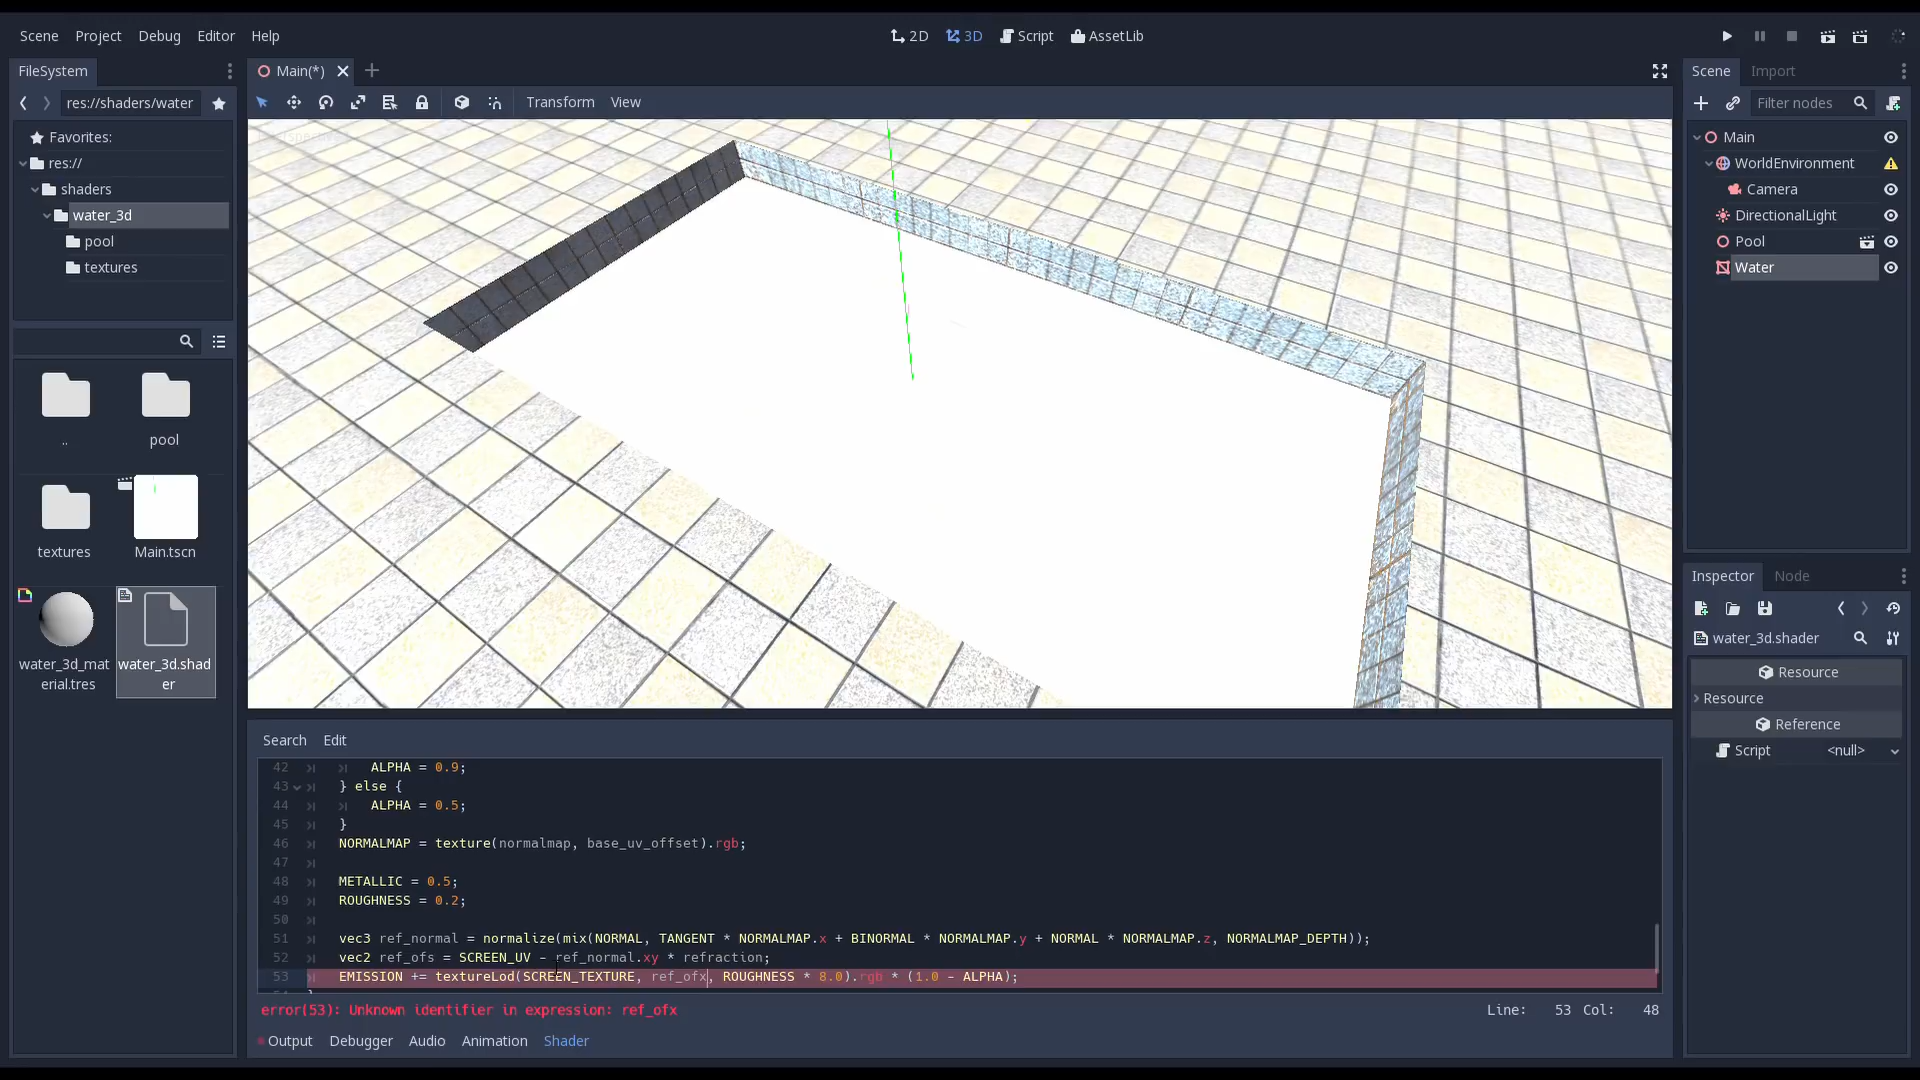 Scene Project Debug Editor Help
2D 3D Script AssetLib
FileSystem
res://shaders/water
Favorites:
res://
shaders
water_3d
pool
textures
..
pool
textures
Main.tscn
water_3d_mat
erial.tres
water_3d.shad
er
Main(*)
Transform View
Search Edit
42 ALPHA = 0.9;
43 } else {
44 ALPHA = 0.5;
45 }
46 NORMALMAP = texture(normalmap, base_uv_offset).rgb;
47
48 METALLIC = 0.5;
49 ROUGHNESS = 0.2;
50
51 vec3 ref_normal = normalize(mix(NORMAL, TANGENT * NORMALMAP.x + BINORMAL * NORMALMAP.y + NORMAL * NORMALMAP.z, NORMALMAP_DEPTH));
52 vec2 ref_ofs = SCREEN_UV - ref_normal.xy * refraction;
53 EMISSION += textureLod(SCREEN_TEXTURE, ref_ofx, ROUGHNESS * 8.0).rgb * (1.0 - ALPHA);
error(53): Unknown identifier in expression: ref_ofx
Line: 53 Col: 48
Output Debugger Audio Animation Shader
Scene Import
Filter nodes
Main
WorldEnvironment
Camera
DirectionalLight
Pool
Water
Inspector Node
water_3d.shader
Resource
Resource
Reference
Script <null>